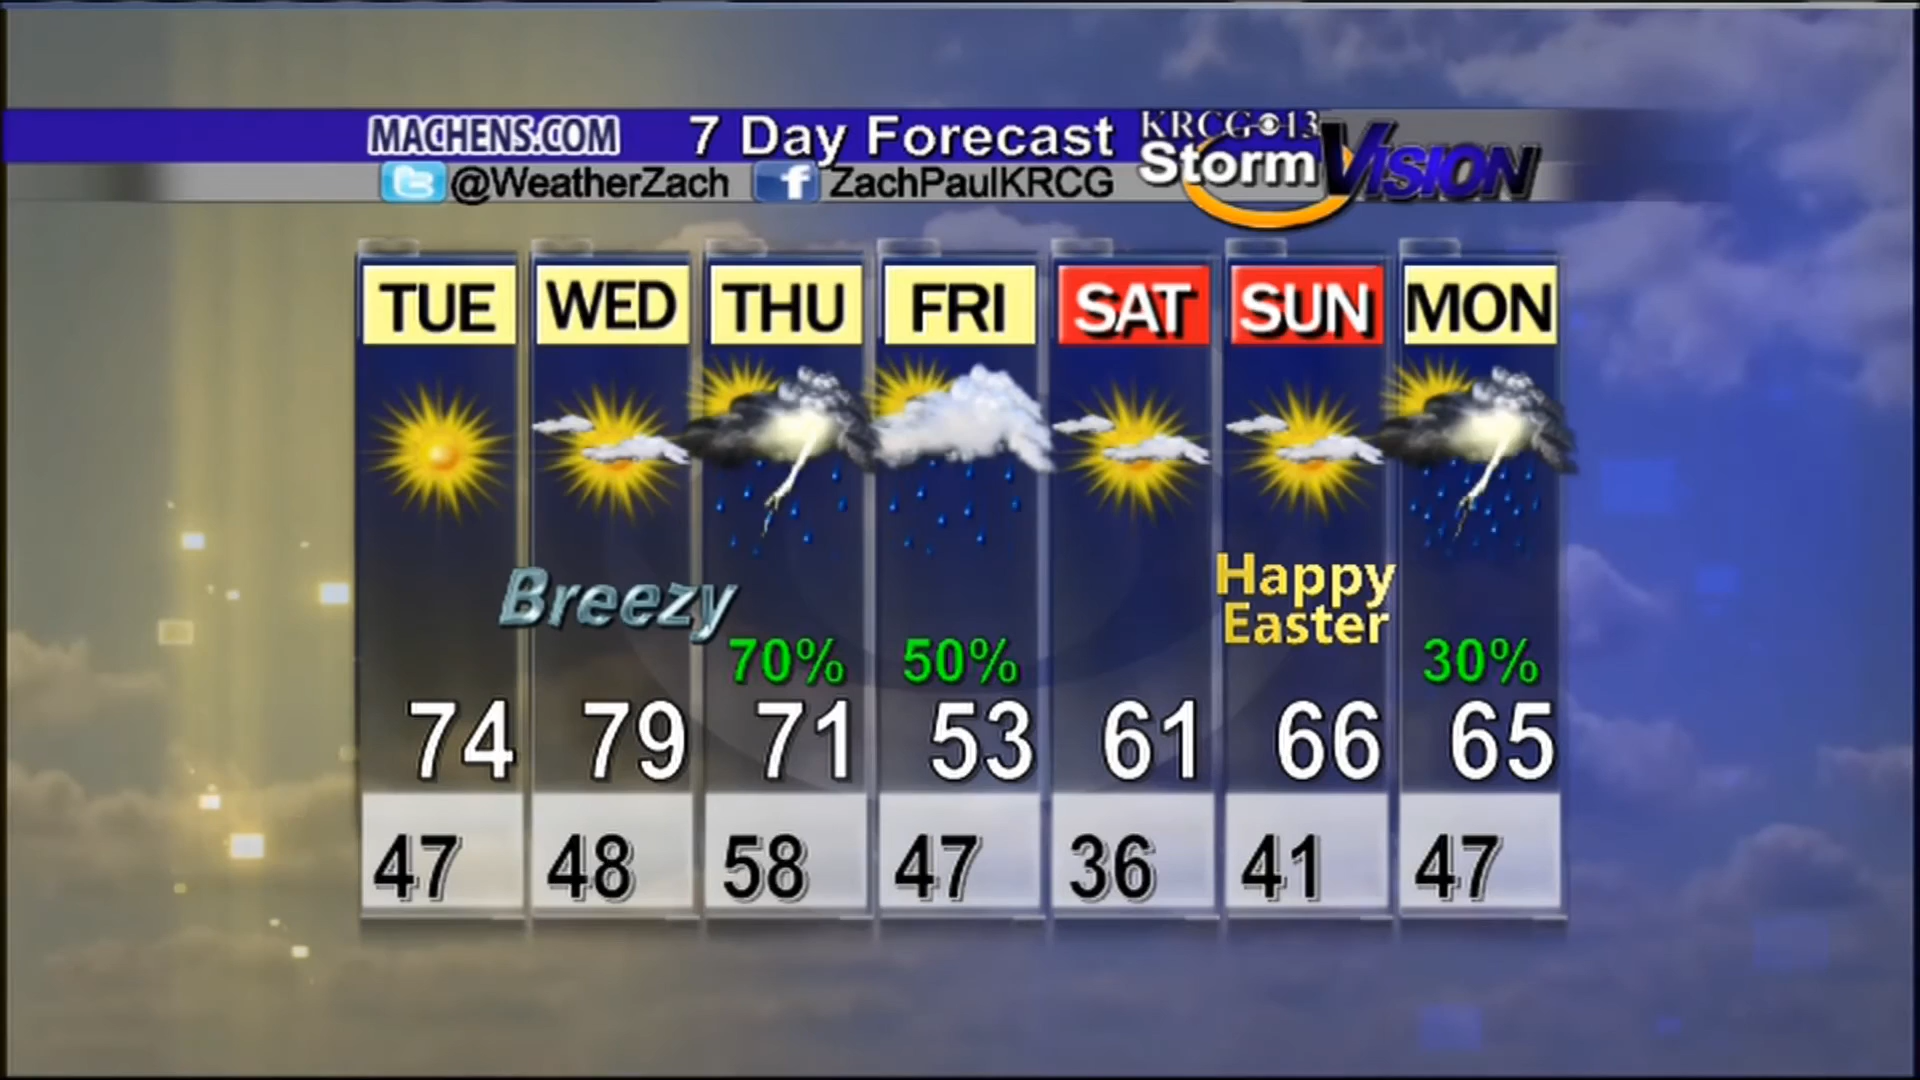 MACHENS.COM 7 Day Forecast KRCG 13
@WeatherZach f ZachPaulKRCG Storm VISION
TUE WED THU FRI SAT SUN MON
Breezy
Happy
Easter
70% 50% 30%
74 79 71 53 61 66 65
47 48 58 47 36 41 47